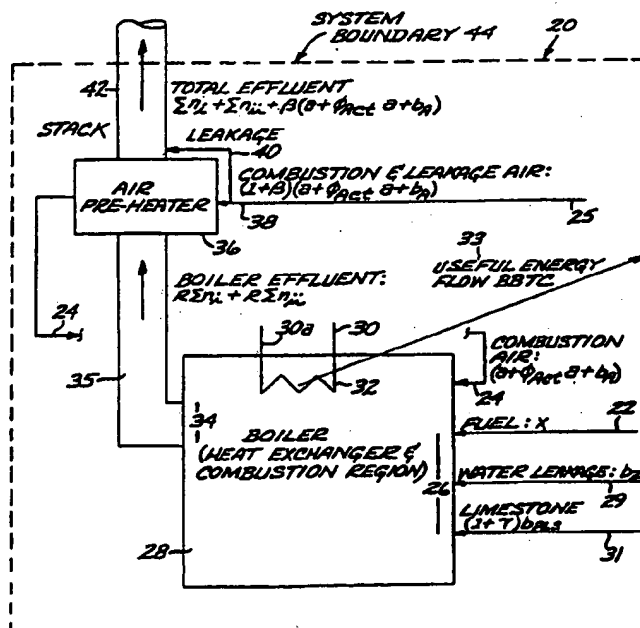 SYSTEM
BOUNDARY 44
20
42
TOTAL EFFLUENT
Σni + Σnii + β(a+φAct a+bA)
STACK
LEAKAGE
40
AIR
PRE-HEATER
COMBUSTION & LEAKAGE AIR:
(1+β)(a+φAct a+bA)
38
25
36
33
USEFUL ENERGY
FLOW BBTC
BOILER
EFFLUENT:
RΣni + RΣnii
24
30a
30
COMBUSTION
AIR:
(a+φAct a+bA)
32
24
35
34
BOILER
(HEAT EXCHANGER &
COMBUSTION REGION)
FUEL: X
22
WATER LEAKAGE: bZ
26
29
LIMESTONE
(1+γ)bPLS
28
31